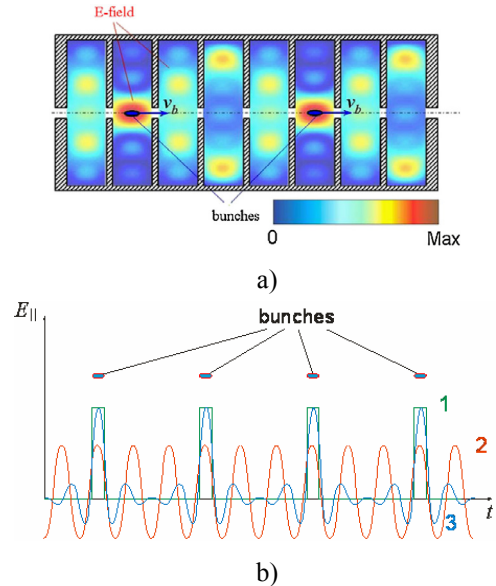 E-field
v_b v_b
bunches
0 Max
a)
E_||
bunches
1
2
3 t
b)